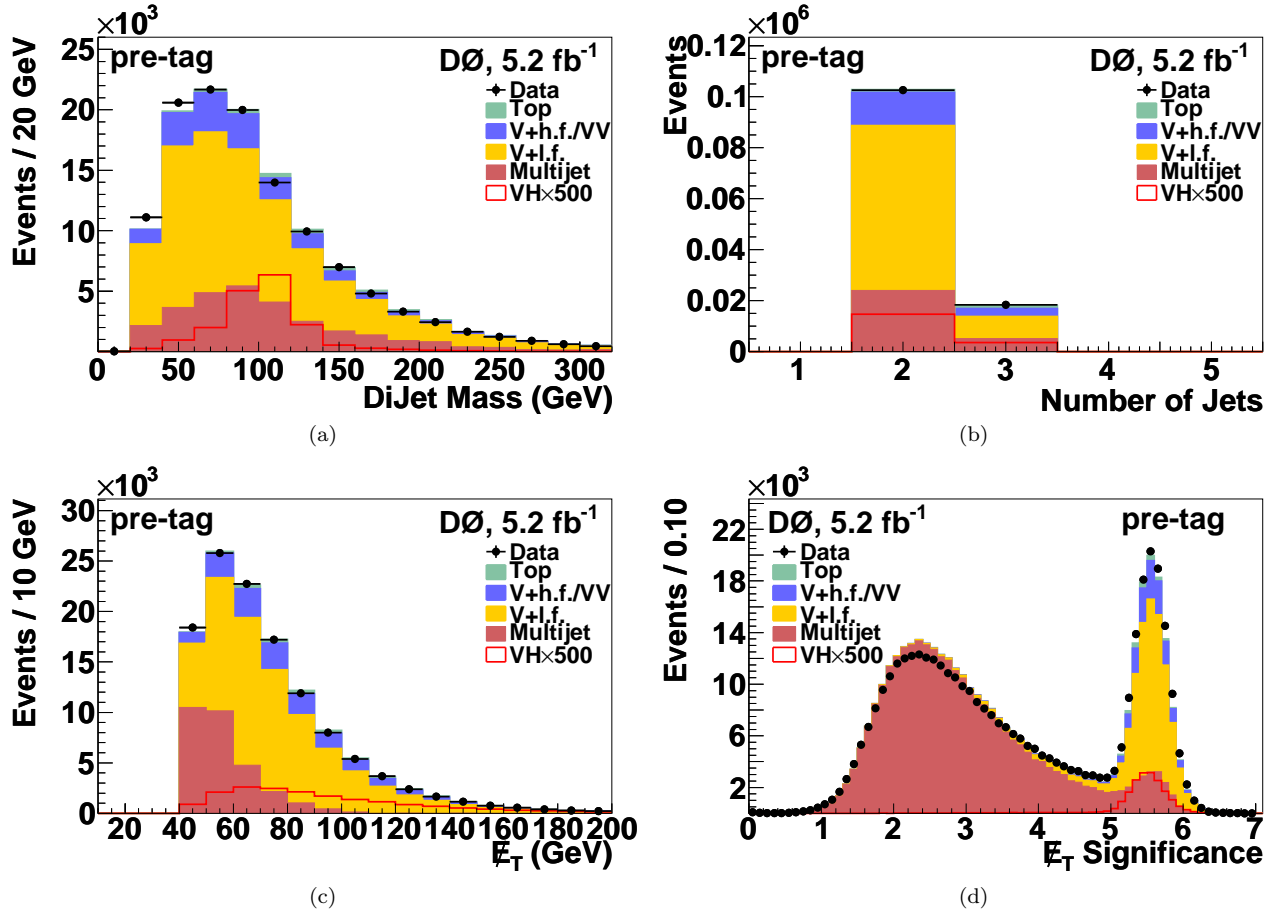 ×10³
Events / 20 GeV
25
20
15
10
5
0
pre-tag
DØ, 5.2 fb⁻¹
Data
Top
V+h.f./VV
V+l.f.
Multijet
VH×500
0 50 100 150 200 250 300
DiJet Mass (GeV)
(a)
×10⁶
Events
0.12
0.1
0.08
0.06
0.04
0.02
0
pre-tag
DØ, 5.2 fb⁻¹
Data
Top
V+h.f./VV
V+l.f.
Multijet
VH×500
1 2 3 4 5
Number of Jets
(b)
×10³
Events / 10 GeV
30
25
20
15
10
5
0
pre-tag
DØ, 5.2 fb⁻¹
Data
Top
V+h.f./VV
V+l.f.
Multijet
VH×500
20 40 60 80 100 120 140 160 180 200
E̸_T (GeV)
(c)
×10³
Events / 0.10
22
18
14
10
6
2
DØ, 5.2 fb⁻¹
pre-tag
Data
Top
V+h.f./VV
V+l.f.
Multijet
VH×500
0 1 2 3 4 5 6 7
E̸_T Significance
(d)